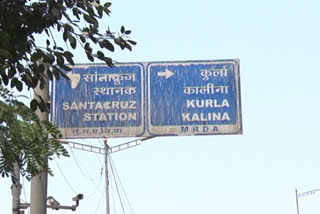 सांताक्रुज
स्थानक
SANTACRUZ
STATION
मुं.म.प्र.वि.प्रा.
कुर्ला
कालीना
KURLA
KALINA
MRDA